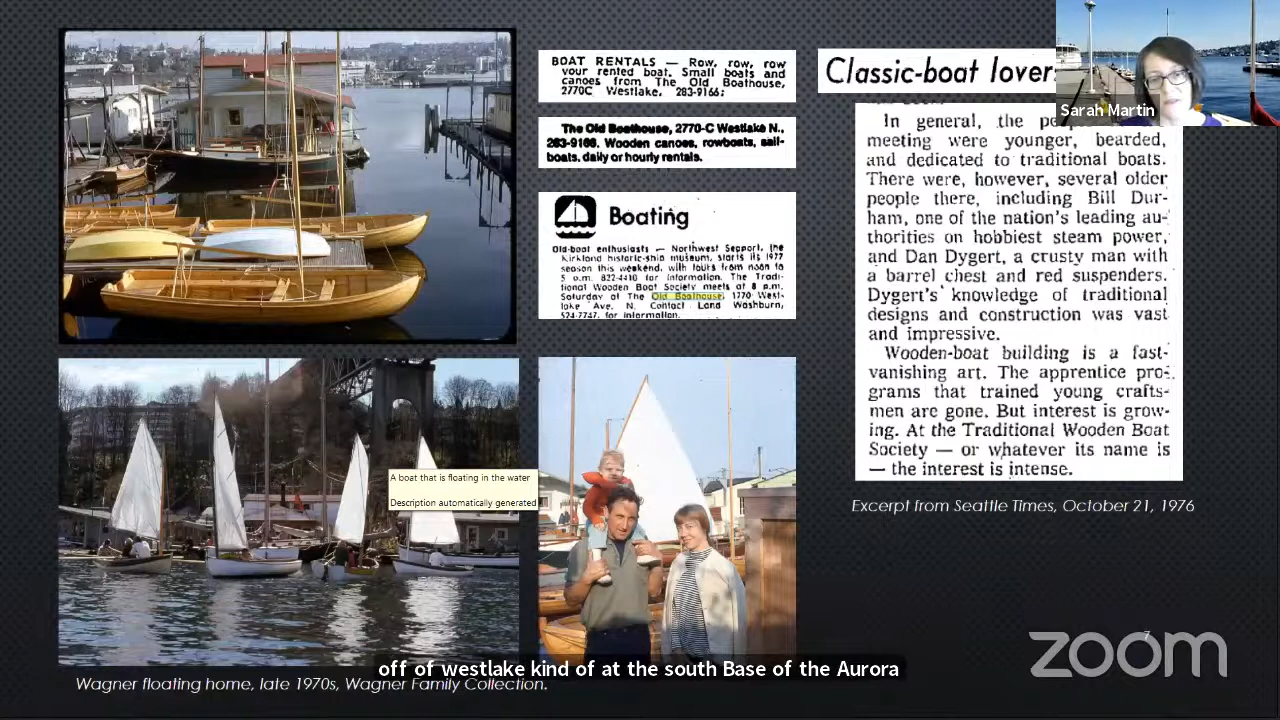 BOAT RENTALS — Row, row, row
your rented boat. Small boats and
canoes from The Old Boathouse,
2770C Westlake. 283-9166;
The Old Boathouse, 2770-C Westlake N.,
283-9166. Wooden canoes, rowboats, sail-
boats, daily or hourly rentals.
Boating
Old-boat enthusiasts — Northwest Seaport, the
Kirkland historic-ship museum, starts its 1977
season this weekend, with tours from noon to
5 p.m. 822-4410 for information. The Tradi-
tional Wooden Boat Society meets at 8 p.m.
Saturday at The Old Boathouse, 1770 West-
lake Ave. N. Contact Land Washburn,
524-7747, for information.
Classic-boat lover
Sarah Martin
In general, the
meeting were younger, bearded,
and dedicated to traditional boats.
There were, however, several older
people there, including Bill Dur-
ham, one of the nation's leading au-
thorities on hobbiest steam power,
and Dan Dygert, a crusty man with
a barrel chest and red suspenders.
Dygert's knowledge of traditional
designs and construction was vast
and impressive.
Wooden-boat building is a fast-
vanishing art. The apprentice pro-
grams that trained young crafts-
men are gone. But interest is grow-
ing. At the Traditional Wooden Boat
Society — or whatever its name is
— the interest is intense.
Excerpt from Seattle Times, October 21, 1976
A boat that is floating in the water
Description automatically generated
7
zoom
off of westlake kind of at the south Base of the Aurora
Wagner floating home, late 1970s, Wagner Family Collection.